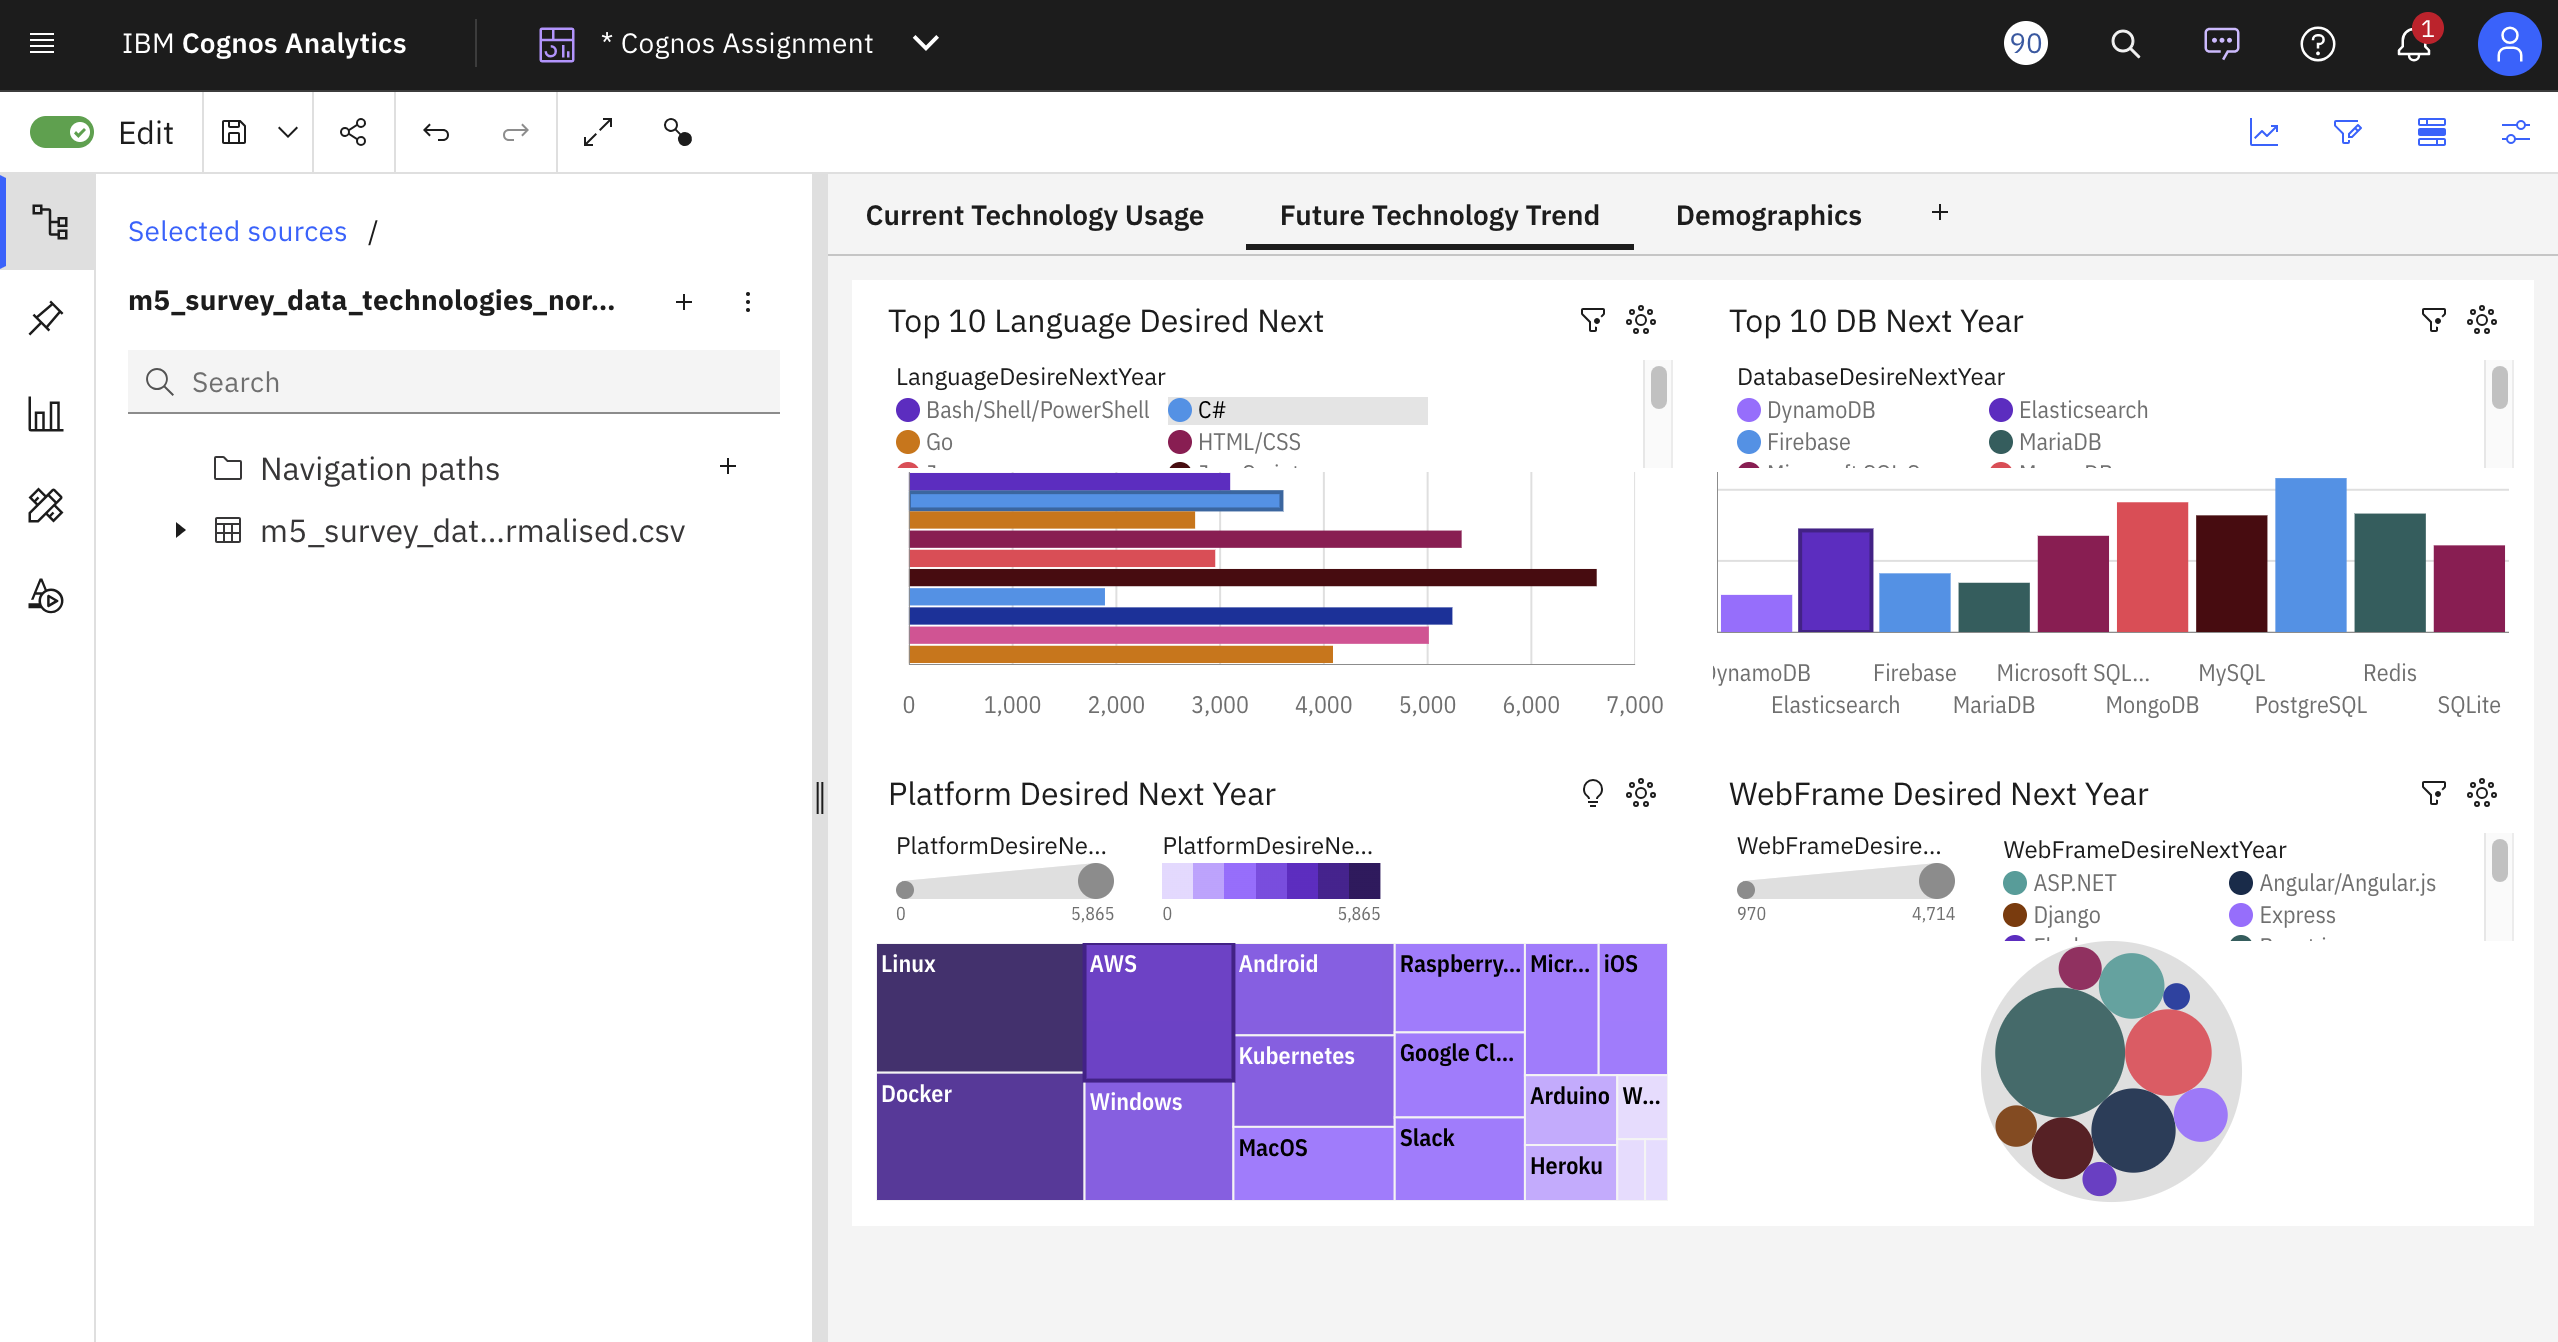 IBM Cognos Analytics
* Cognos Assignment
90
1
Edit
Selected sources /
m5_survey_data_technologies_nor...
Search
Navigation paths
m5_survey_dat...rmalised.csv
Current Technology Usage
Future Technology Trend
Demographics
Top 10 Language Desired Next
LanguageDesireNextYear
Bash/Shell/PowerShell
C#
Go
HTML/CSS
0 1,000 2,000 3,000 4,000 5,000 6,000 7,000
Top 10 DB Next Year
DatabaseDesireNextYear
DynamoDB
Elasticsearch
Firebase
MariaDB
Firebase Microsoft SQL... MySQL Redis
Elasticsearch MariaDB MongoDB PostgreSQL SQLite
Platform Desired Next Year
PlatformDesireNe...
0 5,865
PlatformDesireNe...
0 5,865
Linux
AWS
Android
Raspberry...
Micr...
iOS
Kubernetes
Google Cl...
Docker
Windows
Arduino
W...
MacOS
Slack
Heroku
WebFrame Desired Next Year
WebFrameDesire...
970 4,714
WebFrameDesireNextYear
ASP.NET
Angular/Angular.js
Django
Express